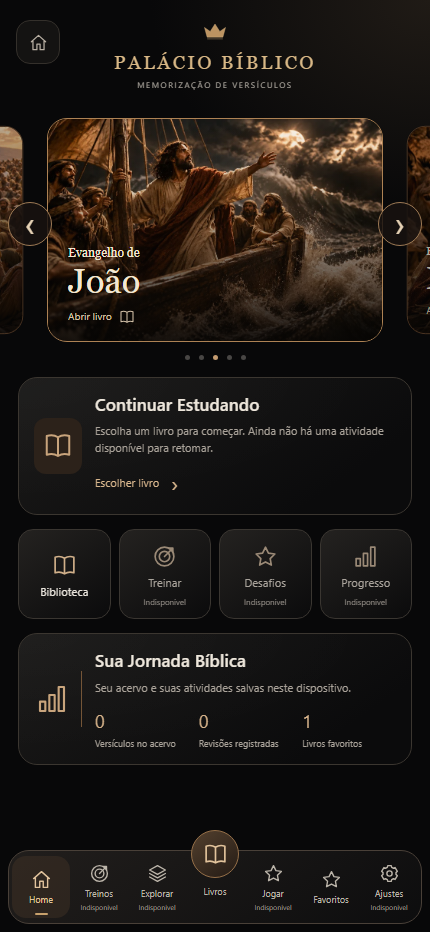 PALÁCIO BÍBLICO
MEMORIZAÇÃO DE VERSÍCULOS
Evangelho de
João
Abrir livro
Continuar Estudando
Escolha um livro para começar. Ainda não há uma atividade
disponível para retomar.
Escolher livro
Biblioteca
Treinar
Indisponível
Desafios
Indisponível
Progresso
Indisponível
Sua Jornada Bíblica
Seu acervo e suas atividades salvas neste dispositivo.
0
Versículos no acervo
0
Revisões registradas
1
Livros favoritos
Home
Treinos
Indisponível
Explorar
Indisponível
Livros
Jogar
Indisponível
Favoritos
Ajustes
Indisponível